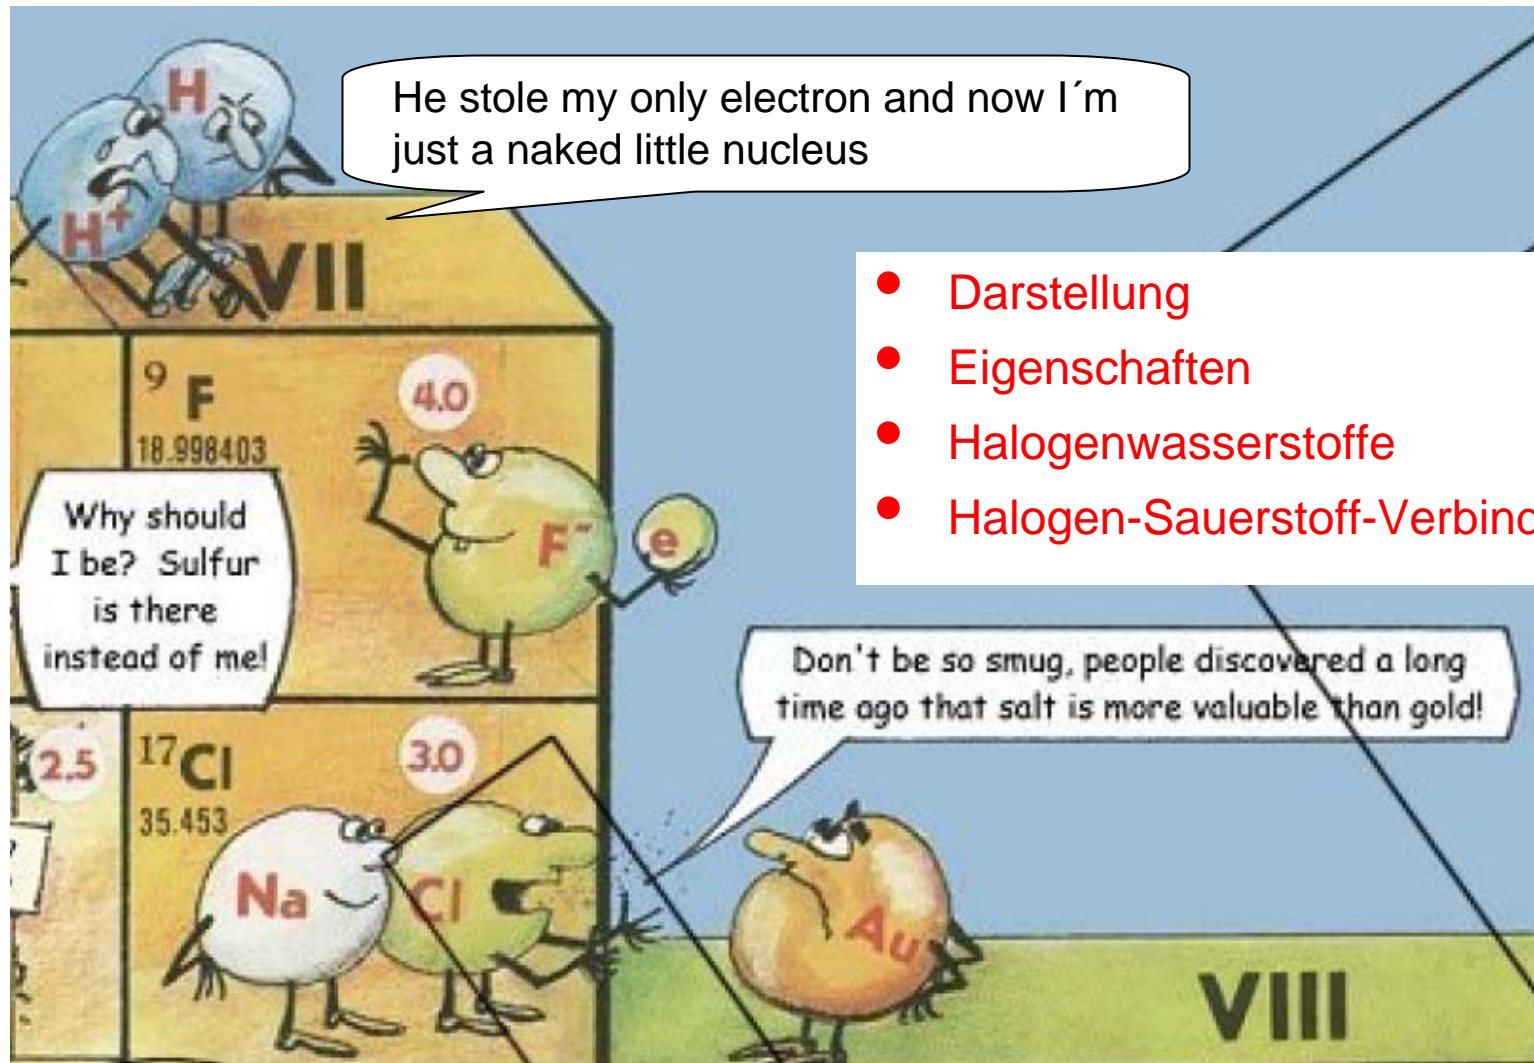 H
H+
He stole my only electron and now I´m
just a naked little nucleus
VII
• Darstellung
• Eigenschaften
• Halogenwasserstoffe
• Halogen-Sauerstoff-Verbind
9 F
18.998403
4.0
F-
e
Why should
I be? Sulfur
is there
instead of me!
Don't be so smug, people discovered a long
time ago that salt is more valuable than gold!
2.5
17 Cl
35.453
3.0
Na
Cl
Au
VIII